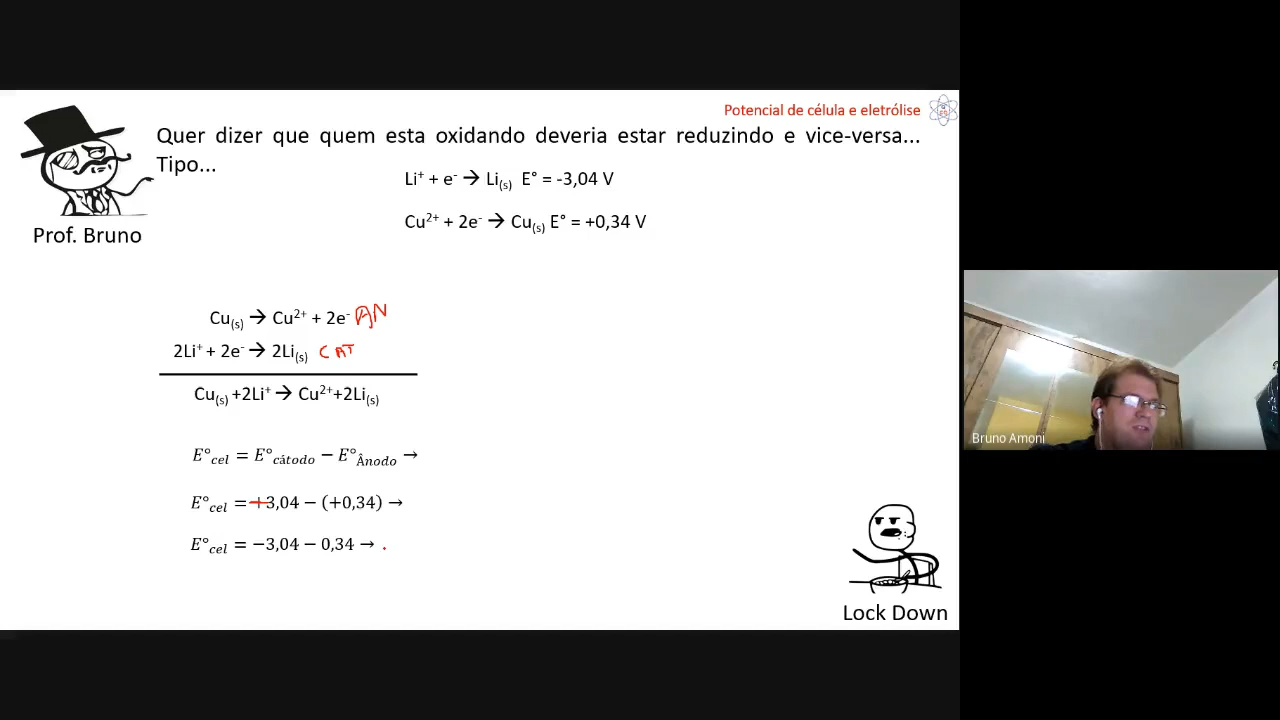 Potencial de célula e eletrólise
Quer dizer que quem esta oxidando deveria estar reduzindo e vice-versa...
Tipo...
Li⁺ + e⁻ → Li₍ₛ₎ E° = -3,04 V
Cu²⁺ + 2e⁻ → Cu₍ₛ₎ E° = +0,34 V
Prof. Bruno
Cu₍ₛ₎ → Cu²⁺ + 2e⁻ AN
2Li⁺ + 2e⁻ → 2Li₍ₛ₎ CAT
Cu₍ₛ₎ +2Li⁺ → Cu²⁺+2Li₍ₛ₎
E°cel = E°cátodo − E°Ânodo →
E°cel = +3,04 − (+0,34) →
E°cel = −3,04 − 0,34 →
Bruno Amoni
Lock Down